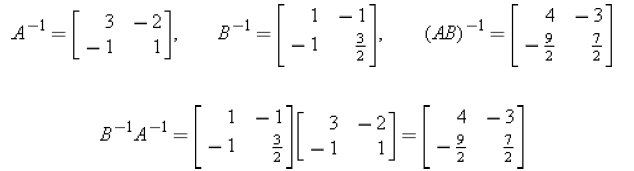 A⁻¹ = [3 −2; −1 1], B⁻¹ = [1 −1; −1 3/2], (AB)⁻¹ = [4 −3; −9/2 7/2]
B⁻¹A⁻¹ = [1 −1; −1 3/2][3 −2; −1 1] = [4 −3; −9/2 7/2]